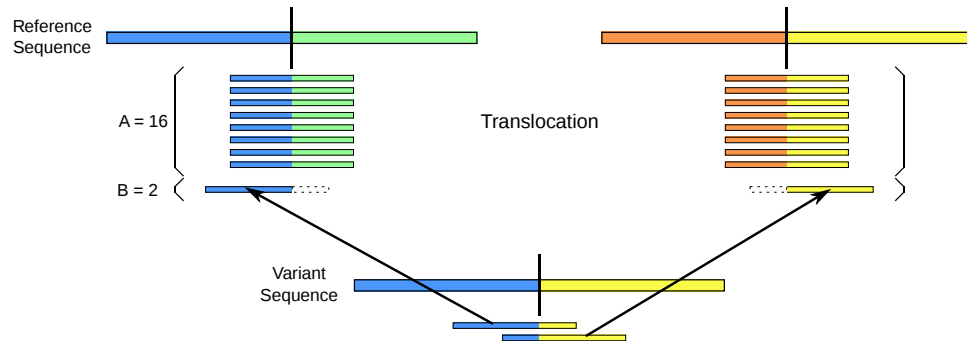 Reference
Sequence
A = 16
Translocation
B = 2
Variant
Sequence